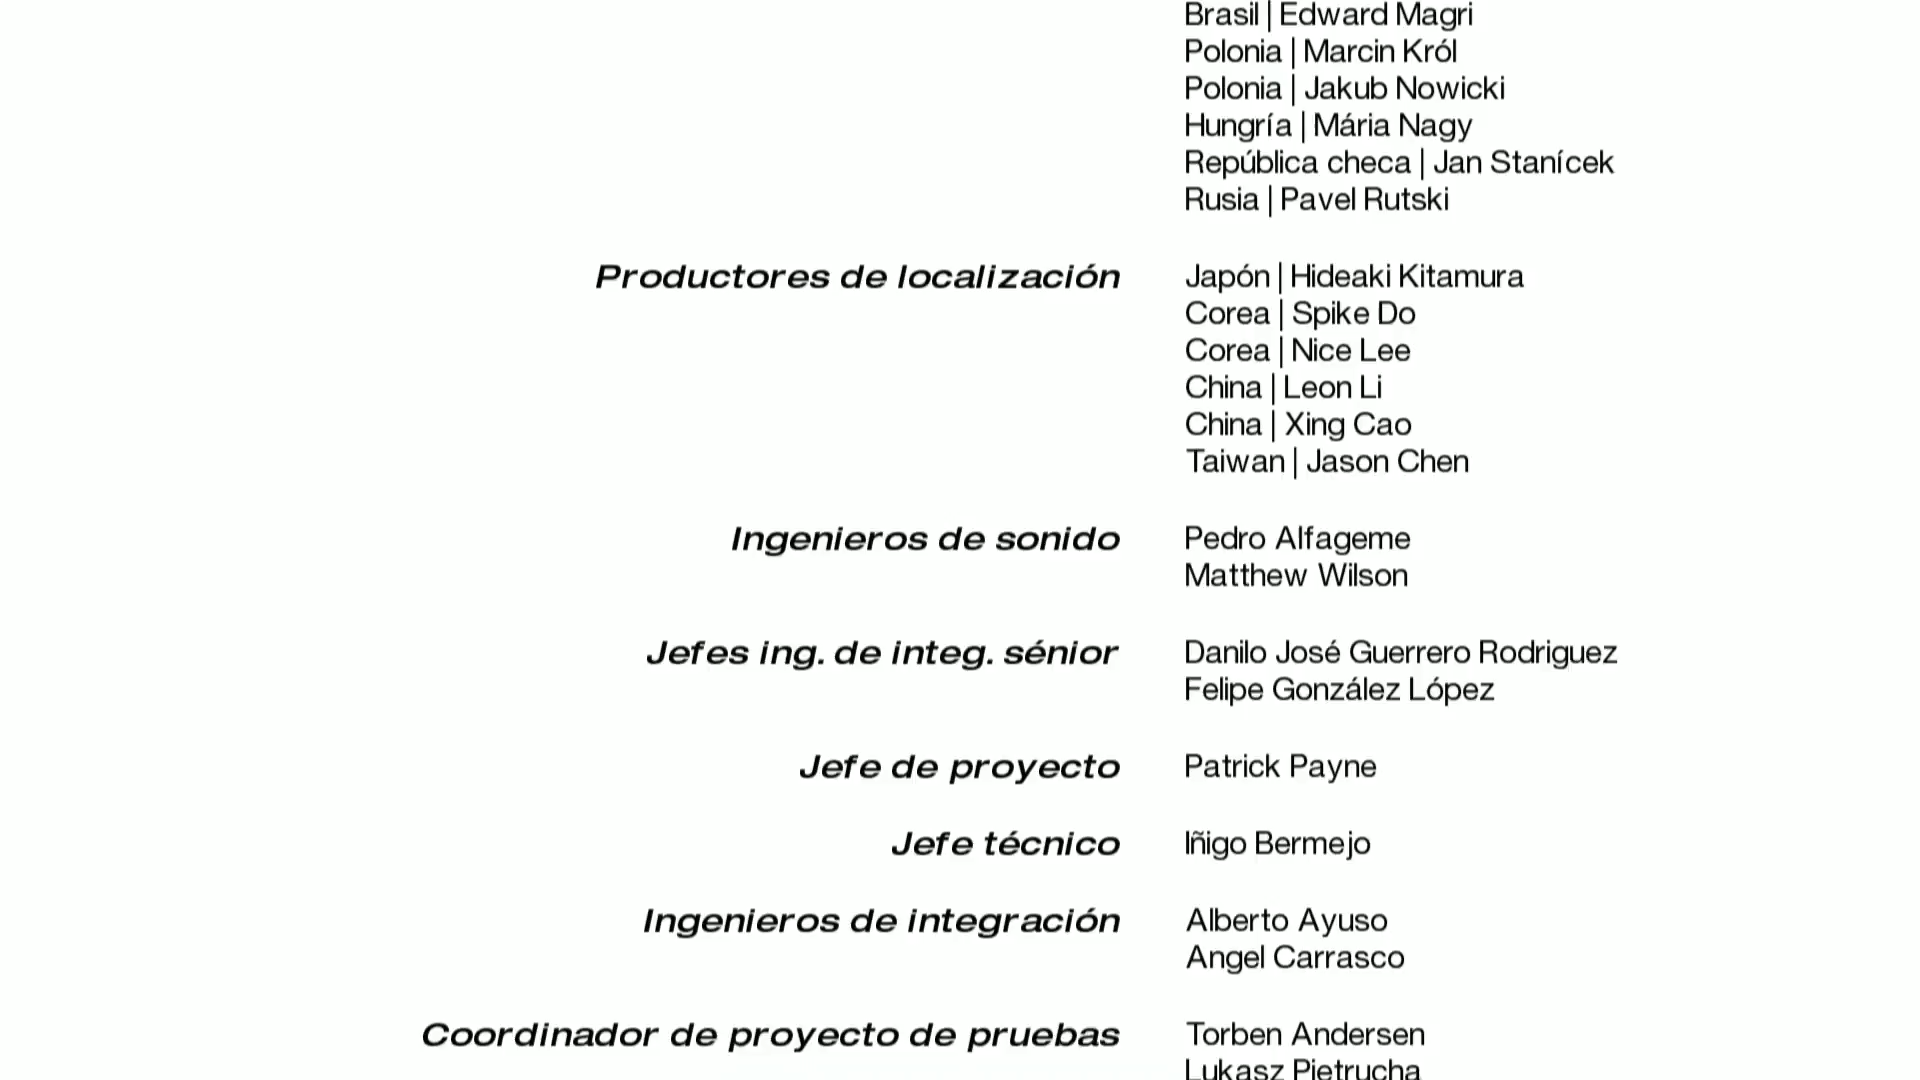 Brasil | Edward Magri
Polonia | Marcin Król
Polonia | Jakub Nowicki
Hungría | Mária Nagy
República checa | Jan Stanícek
Rusia | Pavel Rutski
Productores de localización Japón | Hideaki Kitamura
Corea | Spike Do
Corea | Nice Lee
China | Leon Li
China | Xing Cao
Taiwan | Jason Chen
Ingenieros de sonido Pedro Alfageme
Matthew Wilson
Jefes ing. de integ. sénior Danilo José Guerrero Rodriguez
Felipe González López
Jefe de proyecto Patrick Payne
Jefe técnico Iñigo Bermejo
Ingenieros de integración Alberto Ayuso
Angel Carrasco
Coordinador de proyecto de pruebas Torben Andersen
Lukasz Pietrucha